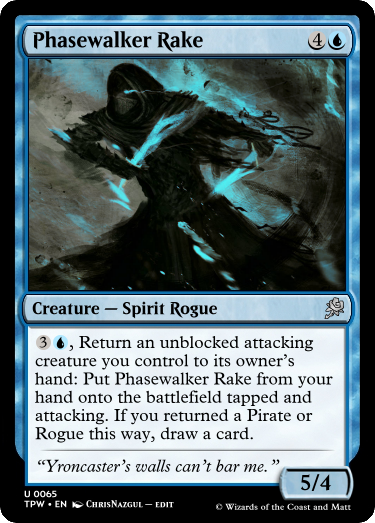 Phasewalker Rake 4
Creature — Spirit Rogue
3, Return an unblocked attacking
creature you control to its owner's
hand: Put Phasewalker Rake from your
hand onto the battlefield tapped and
attacking. If you returned a Pirate or
Rogue this way, draw a card.
“Yroncaster's walls can't bar me.”
5/4
U 0065
TPW • EN ChrisNazgul — edit
© Wizards of the Coast and Matt